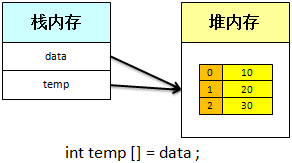 栈内存
堆内存
data
temp
0 10
1 20
2 30
int temp [] = data ;